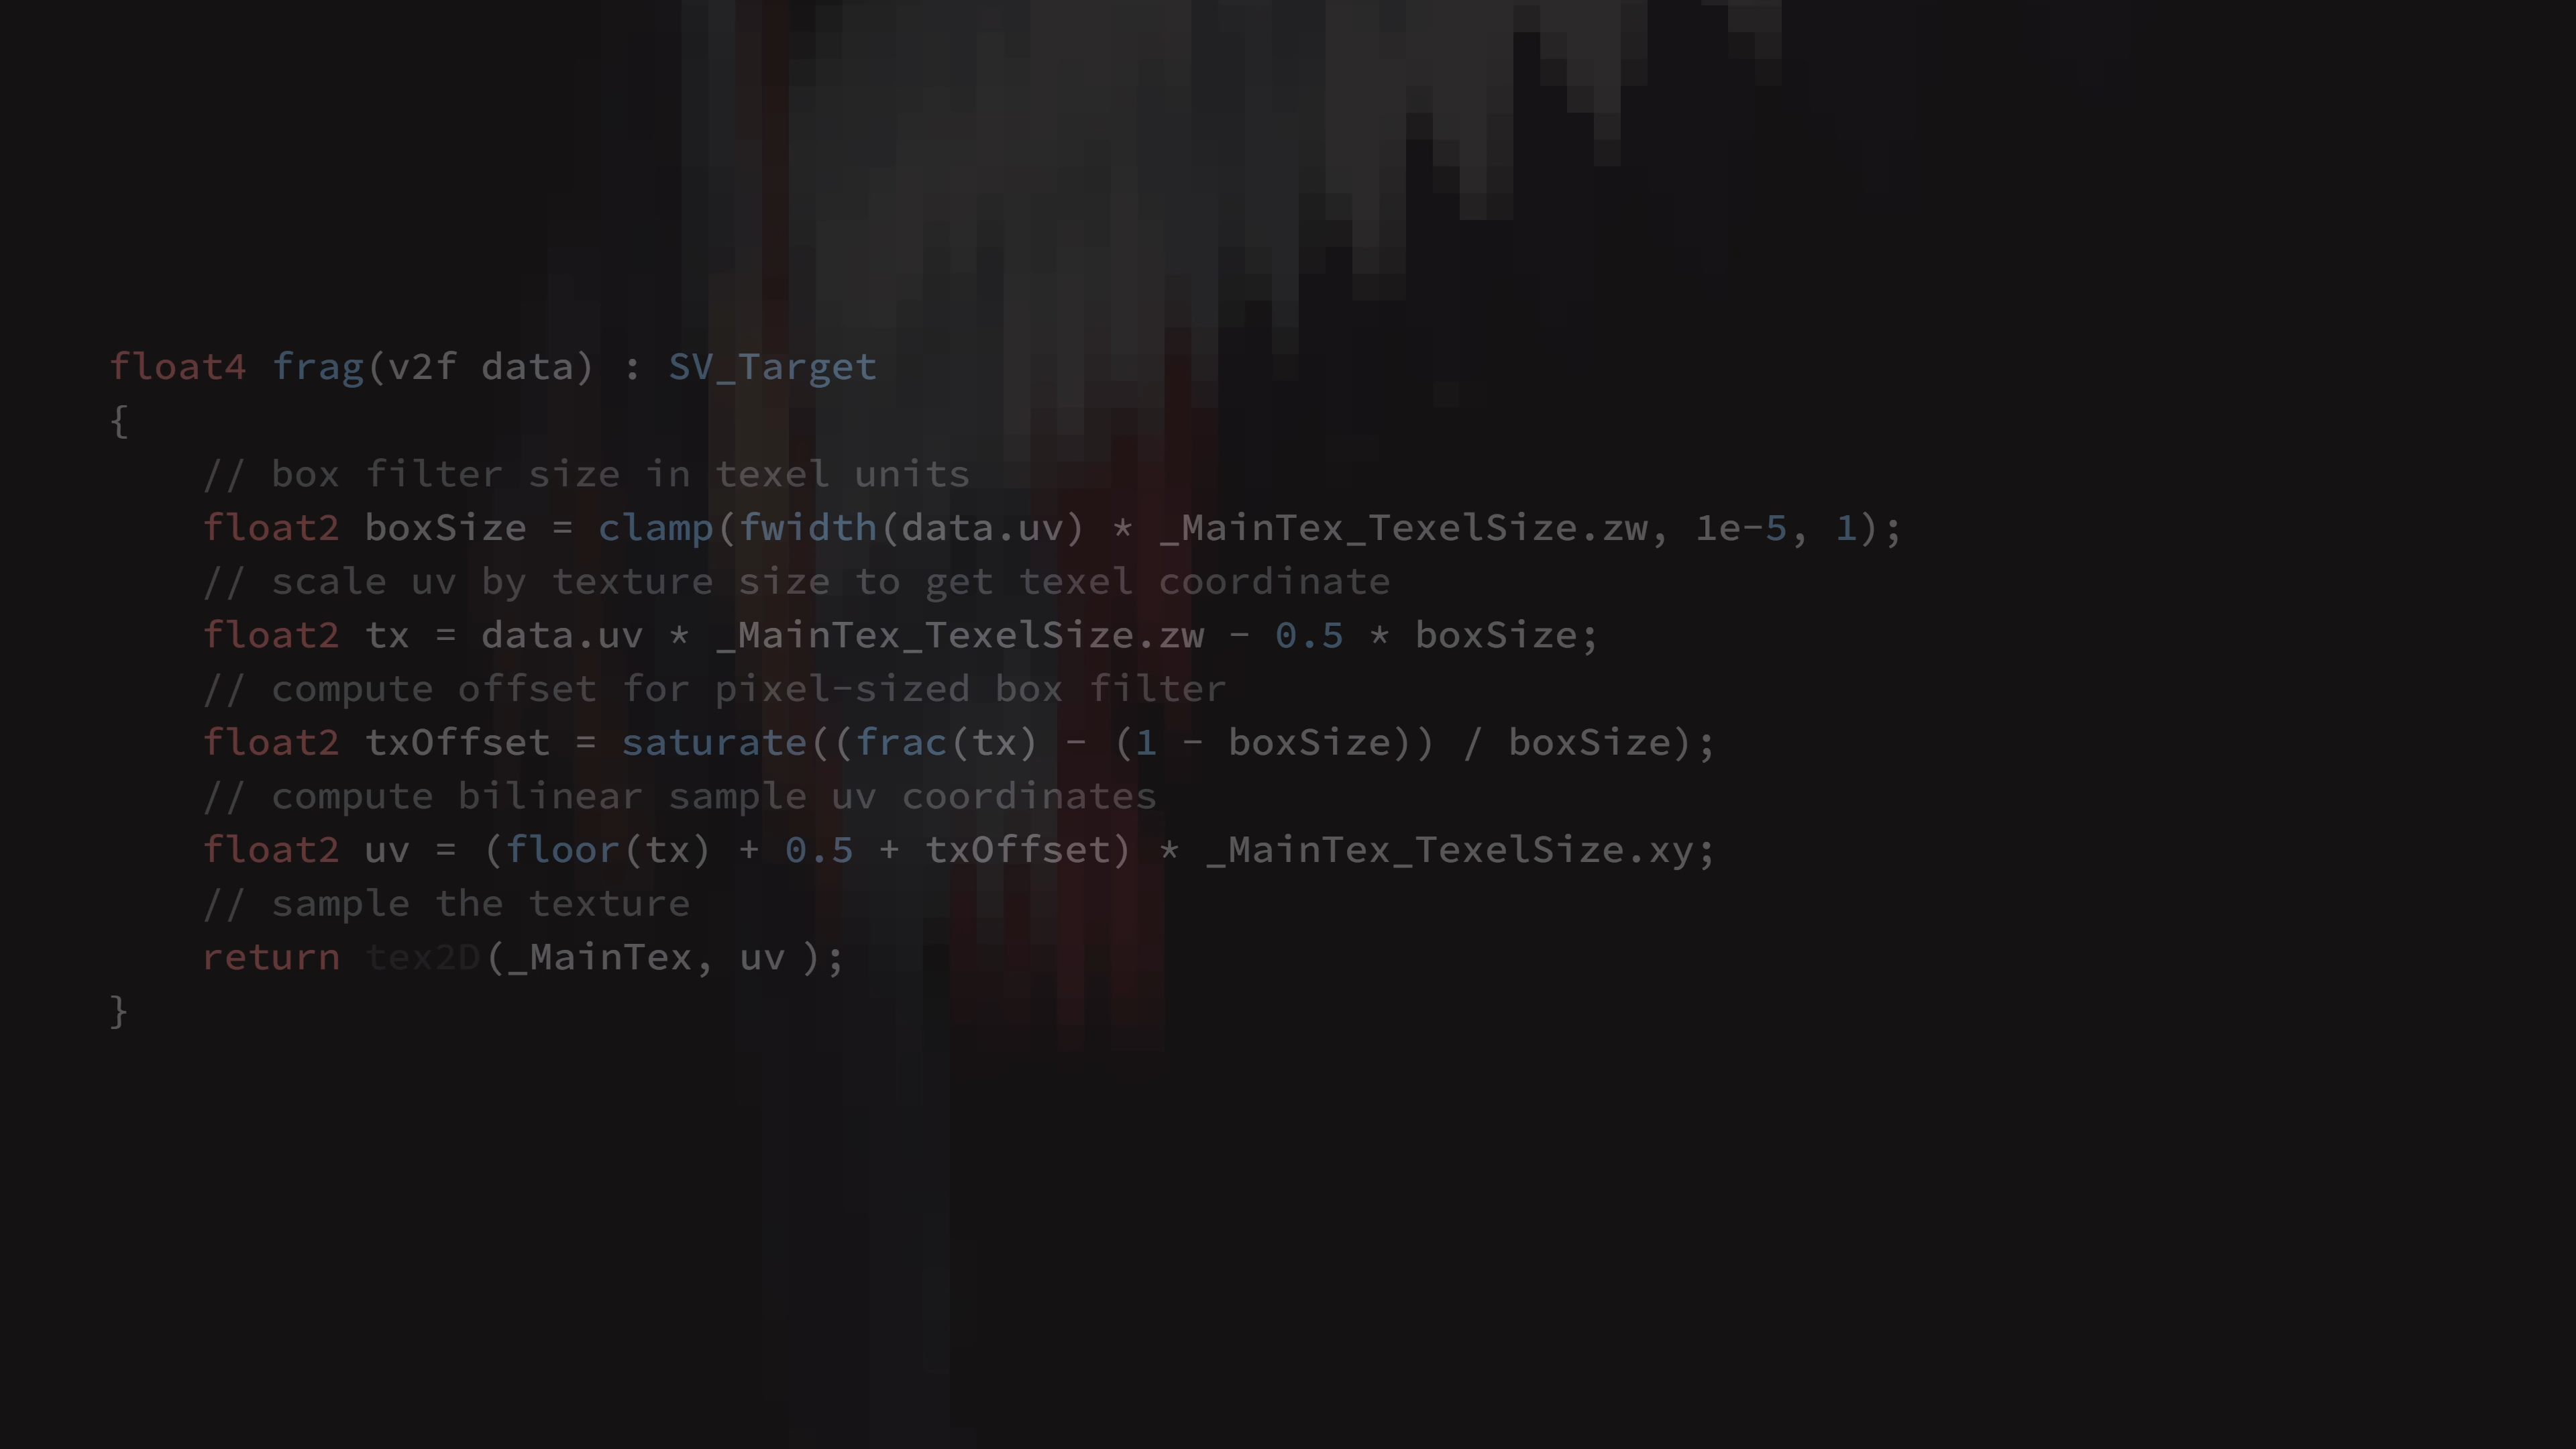 float4 frag(v2f data) : SV_Target
{
    // box filter size in texel units
    float2 boxSize = clamp(fwidth(data.uv) * _MainTex_TexelSize.zw, 1e-5, 1);
    // scale uv by texture size to get texel coordinate
    float2 tx = data.uv * _MainTex_TexelSize.zw - 0.5 * boxSize;
    // compute offset for pixel-sized box filter
    float2 txOffset = saturate((frac(tx) - (1 - boxSize)) / boxSize);
    // compute bilinear sample uv coordinates
    float2 uv = (floor(tx) + 0.5 + txOffset) * _MainTex_TexelSize.xy;
    // sample the texture
    return tex2D(_MainTex, uv );
}